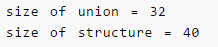 size of union = 32
size of structure = 40